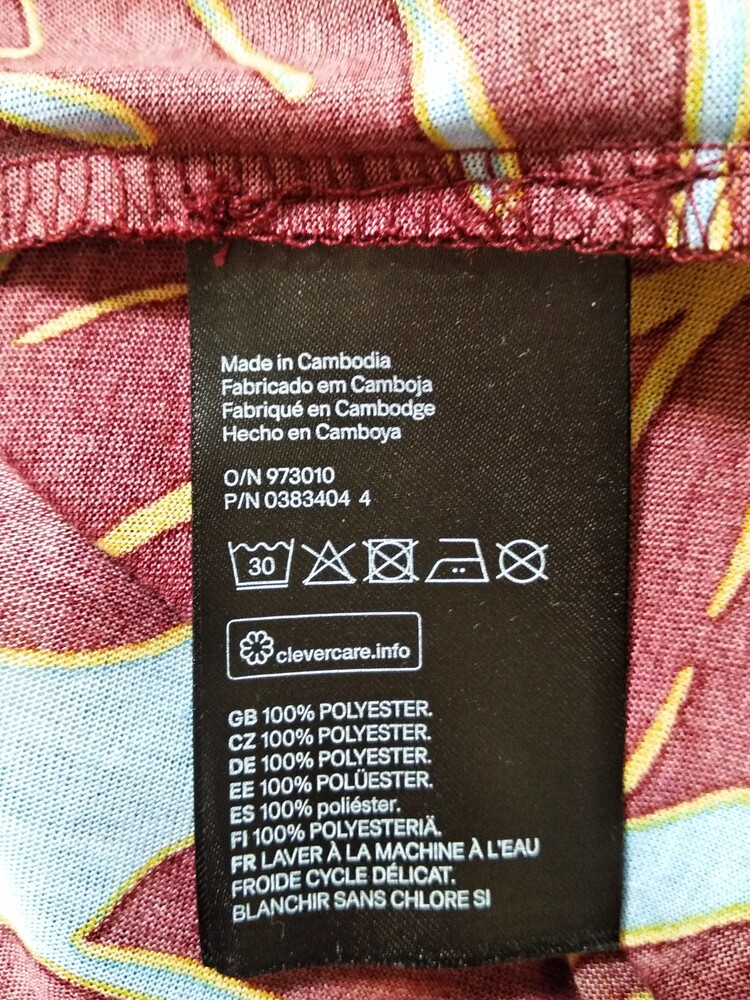 Made in Cambodia
Fabricado em Camboja
Fabriqué en Cambodge
Hecho en Camboya
O/N 973010
P/N 0383404 4
30
clevercare.info
GB 100% POLYESTER.
CZ 100% POLYESTER.
DE 100% POLYESTER.
EE 100% POLÜESTER.
ES 100% poliéster.
FI 100% POLYESTERIÄ.
FR LAVER À LA MACHINE À L'EAU
FROIDE CYCLE DÉLICAT.
BLANCHIR SANS CHLORE SI